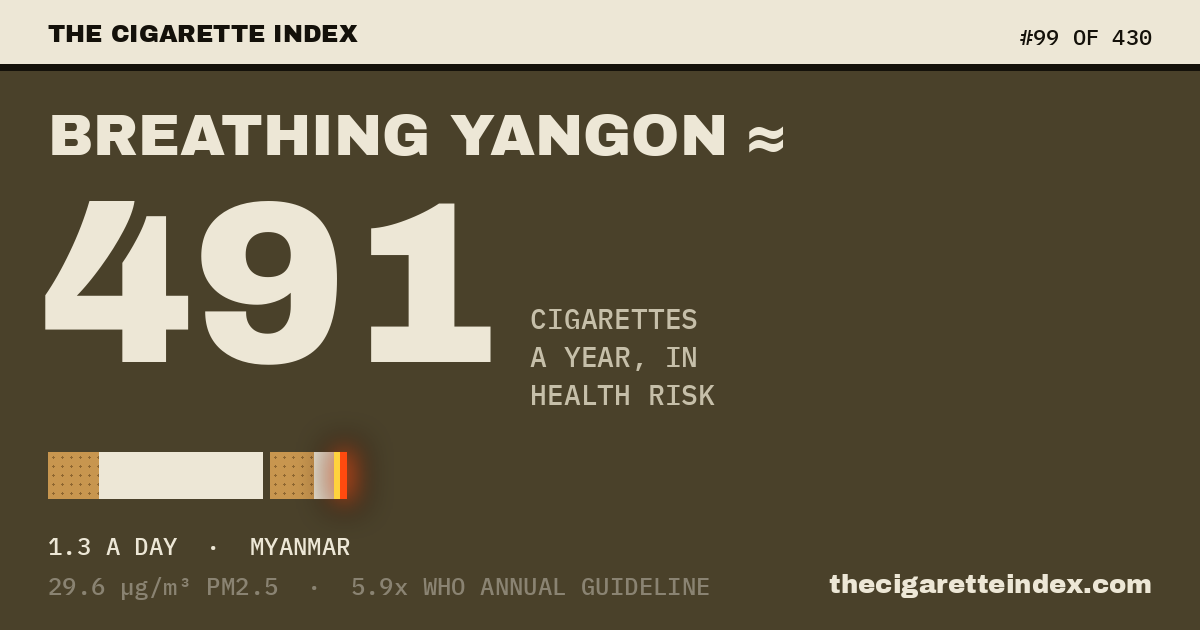 THE CIGARETTE INDEX
#99 OF 430
BREATHING YANGON ≈
491
CIGARETTES
A YEAR, IN
HEALTH RISK
1.3 A DAY · MYANMAR
29.6 µg/m³ PM2.5 · 5.9x WHO ANNUAL GUIDELINE
thecigaretteindex.com